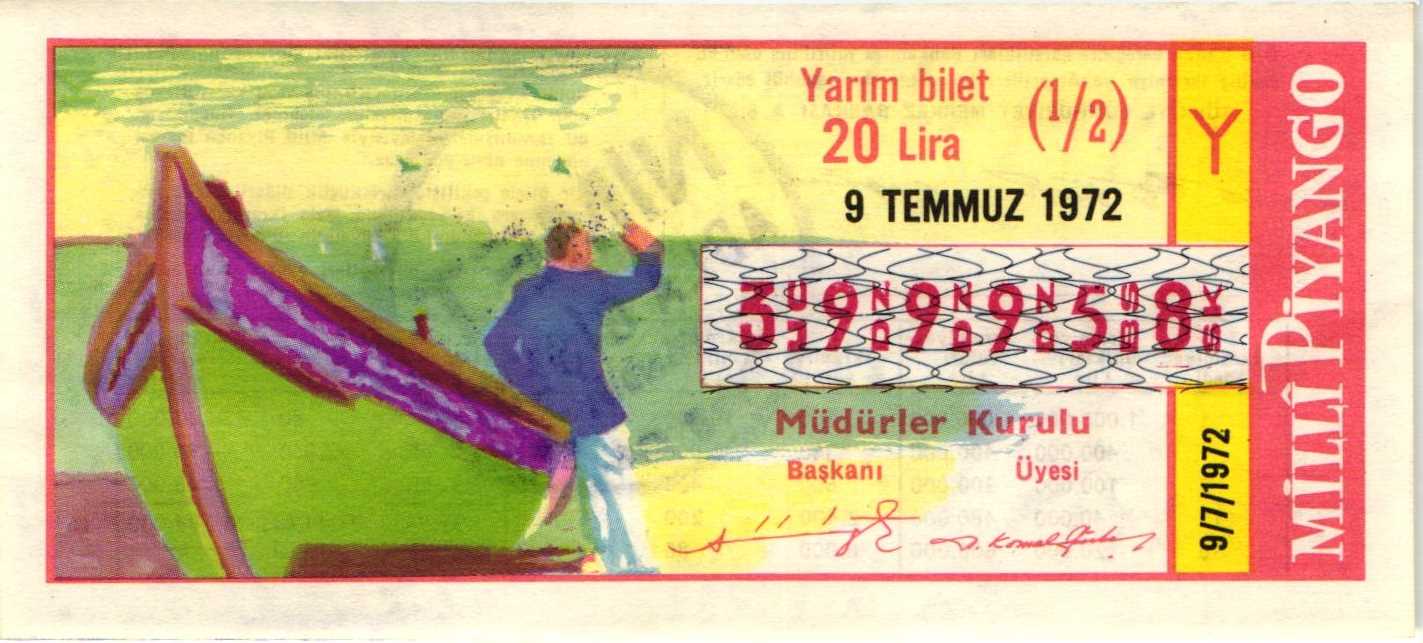 Yarım bilet
20 Lira
(1/2)
9 TEMMUZ 1972
399958
Müdürler Kurulu
Başkanı Üyesi
Y
9/7/1972
MİLLÎ PİYANGO